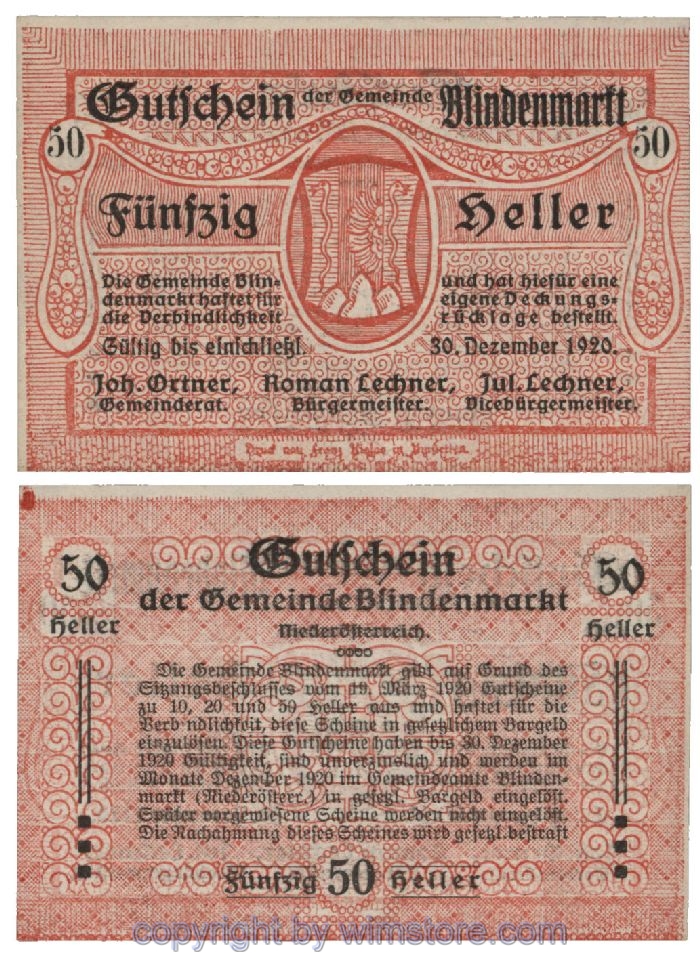 Gutschein der Gemeinde Blindenmarkt
50 50
Fünfzig Heller
Die Gemeinde Blin-
denmarkt haftet für
die Verbindlichkeit
und hat hiefür eine
eigene Deckungs-
rücklage bestellt.
Gültig bis einschließl. 30. Dezember 1920.
Joh. Ortner, Roman Lechner, Jul. Lechner,
Gemeinderat. Bürgermeister. Vicebürgermeister.
Druck von Franz in
50 Gutschein 50
der Gemeinde Blindenmarkt
Heller Niederösterreich. Heller
Die Gemeinde Blindenmarkt gibt auf Grund des
Sitzungsbeschlusses vom 19. März 1920 Gutscheine
zu 10, 20 und 50 Heller aus und haftet für die
Verb ndlichkeit, diese Scheine in gesetzlichem Bargeld
einzulösen. Diese Gutscheine haben bis 30. Dezember
1920 Gültigkeit, sind unverzinslich und werden im
Monate Dezember 1920 im Gemeindeamte Blinden-
markt (Niederösterr.) in gesetzl. Bargeld eingelöst.
Später vorgewiesene Scheine werden nicht eingelöst.
Die Nachahmung dieses Scheines wird gesetzl. bestraft
Fünfzig 50 Heller
copyright by wimstore.com